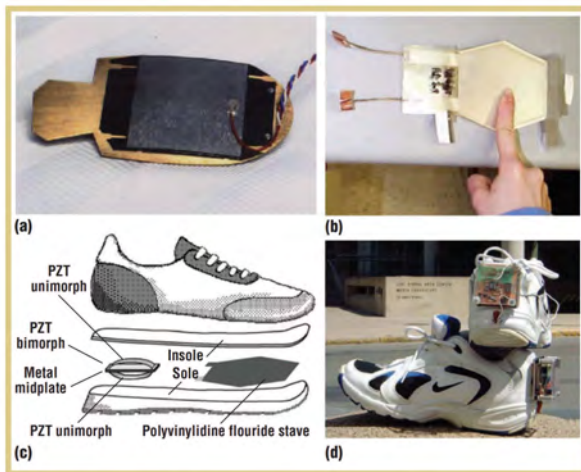 (a)
(b)
PZT
unimorph
PZT
bimorph
Metal
midplate
PZT unimorph
Insole
Sole
Polyvinylidine flouride stave
(c)
(d)